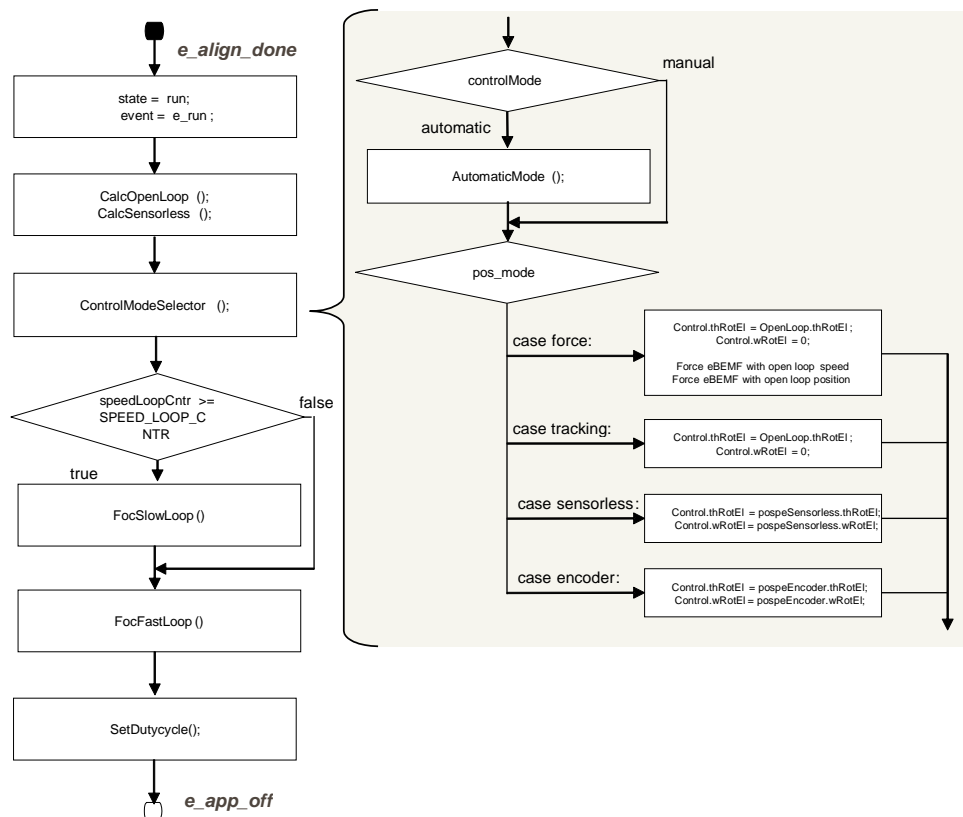 e_align_done
state = run;
event = e_run ;
CalcOpenLoop ();
CalcSensorless ();
ControlModeSelector ();
speedLoopCntr >=
SPEED_LOOP_C
NTR
false
true
FocSlowLoop ()
FocFastLoop ()
SetDutycycle();
e_app_off
controlMode
manual
automatic
AutomaticMode ();
pos_mode
case force:
Control.thRotEl = OpenLoop.thRotEl ;
Control.wRotEl = 0;
Force eBEMF with open loop speed
Force eBEMF with open loop position
case tracking:
Control.thRotEl = OpenLoop.thRotEl ;
Control.wRotEl = 0;
case sensorless:
Control.thRotEl = pospeSensorless.thRotEl;
Control.wRotEl = pospeSensorless.wRotEl;
case encoder:
Control.thRotEl = pospeEncoder.thRotEl;
Control.wRotEl = pospeEncoder.wRotEl;